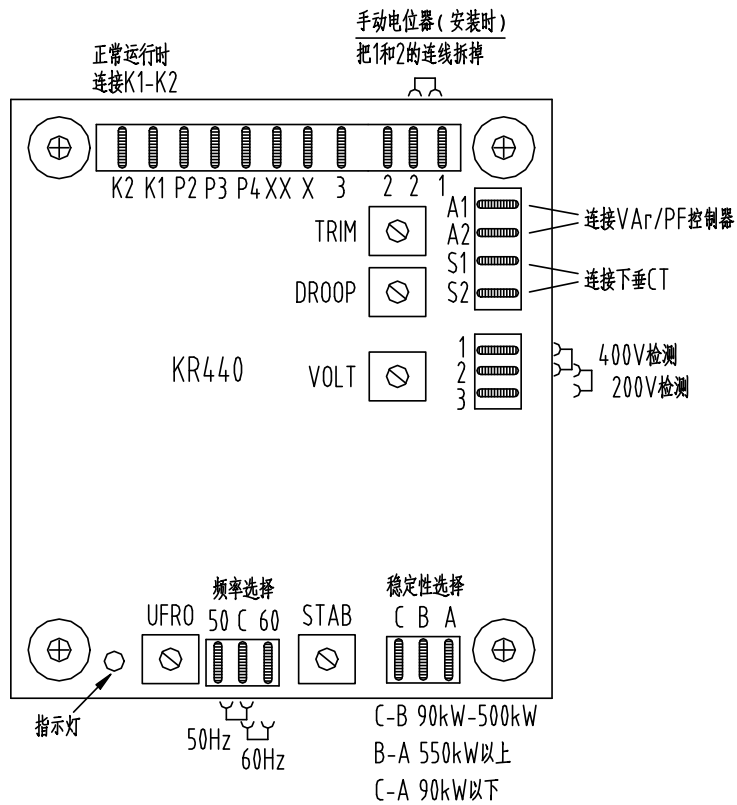 手动电位器(安装时)
把1和2的连线拆掉
正常运行时
连接K1-K2
K2 K1 P2 P3 P4 XX X 3 2 2 1
A1
A2
连接VAr/PF控制器
TRIM
S1
S2
连接下垂CT
DROOP
KR440
VOLT
1
2
3
400V检测
200V检测
频率选择
稳定性选择
UFRO
50 C 60
STAB
C B A
指示灯
50Hz
60Hz
C-B 90kW-500kW
B-A 550kW以上
C-A 90kW以下